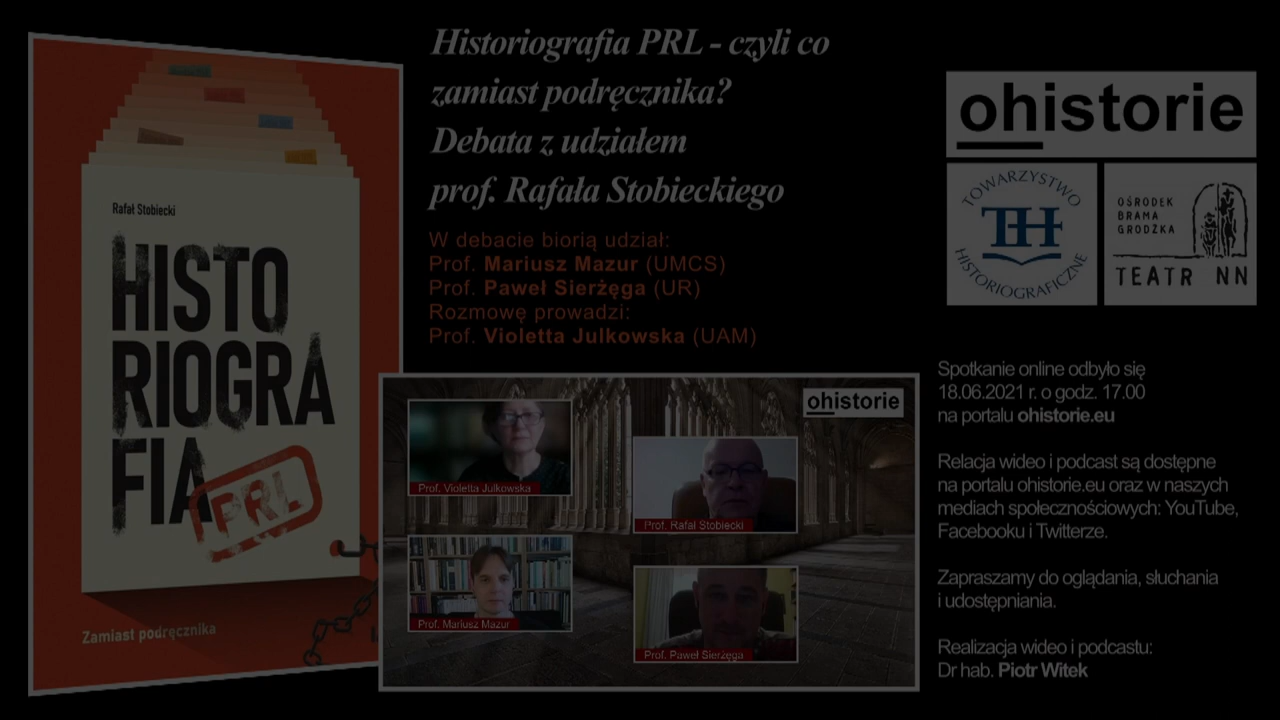 Rafał Stobiecki
HISTO
RIOGRA
FIA
PRL
Zamiast podręcznika
Historiografia PRL - czyli co
zamiast podręcznika?
Debata z udziałem
prof. Rafała Stobieckiego
W debacie biorią udział:
Prof. Mariusz Mazur (UMCS)
Prof. Paweł Sierżęga (UR)
Rozmowę prowadzi:
Prof. Violetta Julkowska (UAM)
ohistorie
Prof. Violetta Julkowska
Prof. Rafał Stobiecki
Prof. Mariusz Mazur
Prof. Paweł Sierżęga
ohistorie
TOWARZYSTWO
TH
HISTORIOGRAFICZNE
OŚRODEK
BRAMA
GRODZKA
TEATR NN
Spotkanie online odbyło się
18.06.2021 r. o godz. 17.00
na portalu ohistorie.eu
Relacja wideo i podcast są dostępne
na portalu ohistorie.eu oraz w naszych
mediach społecznościowych: YouTube,
Facebooku i Twitterze.
Zapraszamy do oglądania, słuchania
i udostępniania.
Realizacja wideo i podcastu:
Dr hab. Piotr Witek